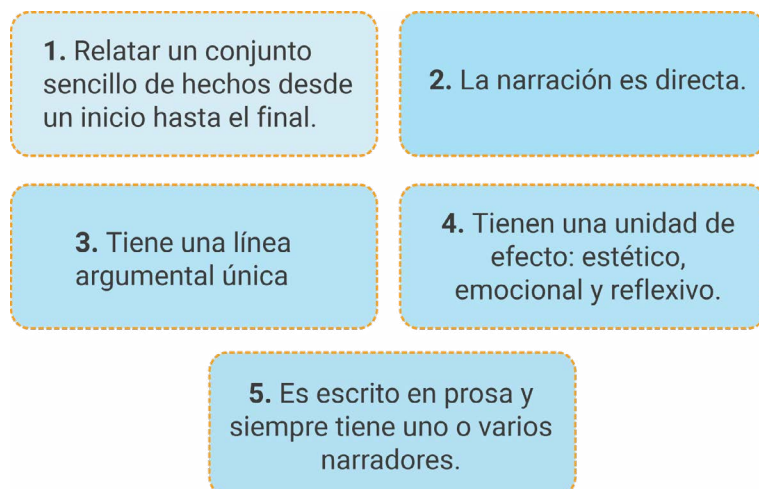 1. Relatar un conjunto
sencillo de hechos desde
un inicio hasta el final.
2. La narración es directa.
3. Tiene una línea
argumental única
4. Tienen una unidad de
efecto: estético,
emocional y reflexivo.
5. Es escrito en prosa y
siempre tiene uno o varios
narradores.